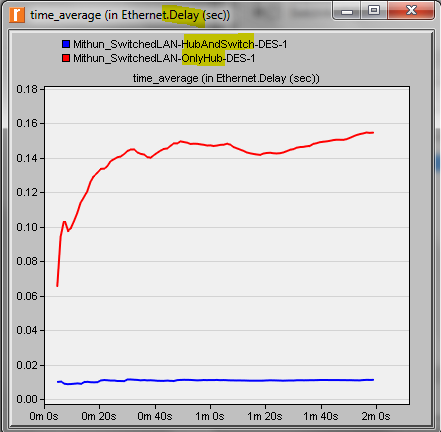 time_average (in Ethernet.Delay (sec))
Mithun_SwitchedLAN-HubAndSwitch-DES-1
Mithun_SwitchedLAN-OnlyHub-DES-1
time_average (in Ethernet.Delay (sec))
0.18
0.16
0.14
0.12
0.10
0.08
0.06
0.04
0.02
0.00
0m 0s 0m 20s 0m 40s 1m 0s 1m 20s 1m 40s 2m 0s